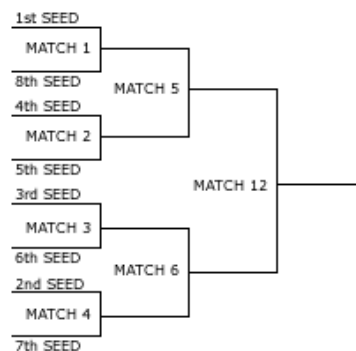 1st SEED
MATCH 1
8th SEED
MATCH 5
4th SEED
MATCH 2
5th SEED
MATCH 12
3rd SEED
MATCH 3
6th SEED
MATCH 6
2nd SEED
MATCH 4
7th SEED